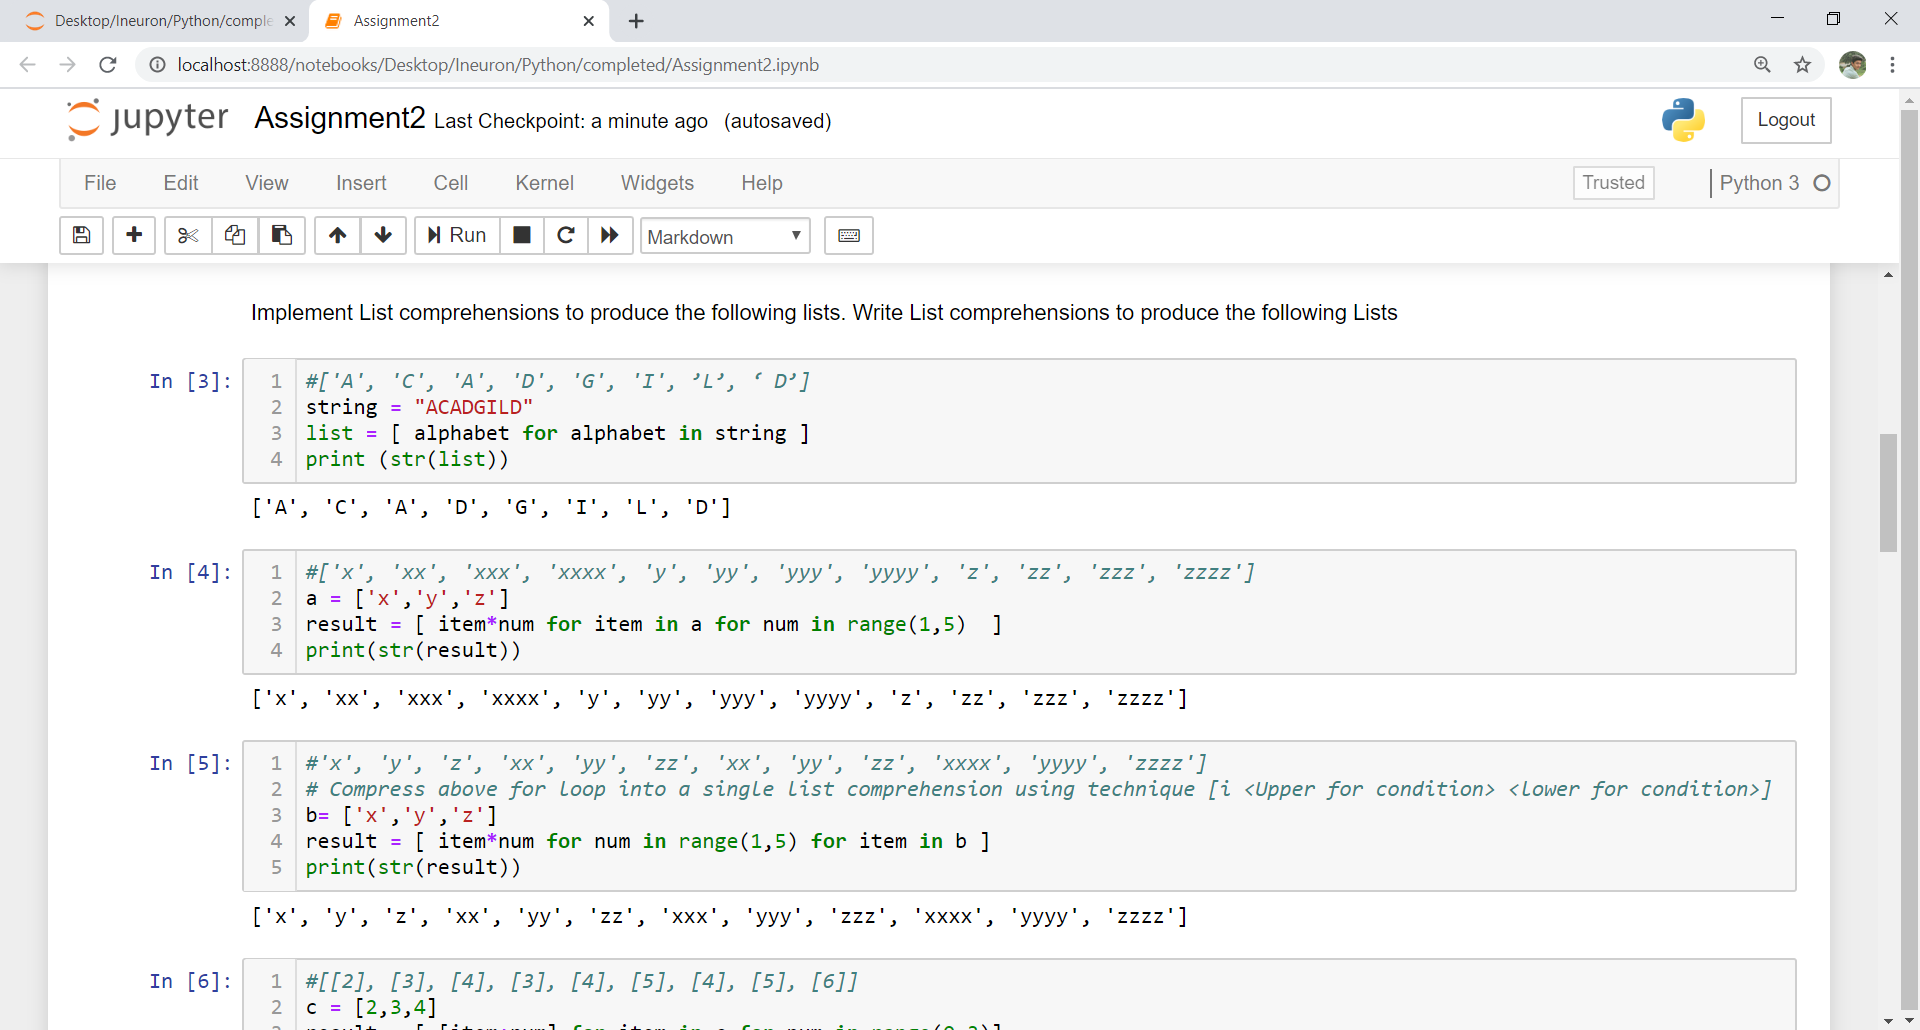 Desktop/Ineuron/Python/comple
Assignment2
localhost:8888/notebooks/Desktop/Ineuron/Python/completed/Assignment2.ipynb
jupyter Assignment2 Last Checkpoint: a minute ago (autosaved)
Logout
File Edit View Insert Cell Kernel Widgets Help
Trusted
Python 3
Run
Markdown
Implement List comprehensions to produce the following lists. Write List comprehensions to produce the following Lists
In [3]:
1 #['A', 'C', 'A', 'D', 'G', 'I', ’L’, ‘ D’]
2 string = "ACADGILD"
3 list = [ alphabet for alphabet in string ]
4 print (str(list))
['A', 'C', 'A', 'D', 'G', 'I', 'L', 'D']
In [4]:
1 #['x', 'xx', 'xxx', 'xxxx', 'y', 'yy', 'yyy', 'yyyy', 'z', 'zz', 'zzz', 'zzzz']
2 a = ['x','y','z']
3 result = [ item*num for item in a for num in range(1,5)  ]
4 print(str(result))
['x', 'xx', 'xxx', 'xxxx', 'y', 'yy', 'yyy', 'yyyy', 'z', 'zz', 'zzz', 'zzzz']
In [5]:
1 #'x', 'y', 'z', 'xx', 'yy', 'zz', 'xx', 'yy', 'zz', 'xxxx', 'yyyy', 'zzzz']
2 # Compress above for loop into a single list comprehension using technique [i <Upper for condition> <lower for condition>]
3 b= ['x','y','z']
4 result = [ item*num for num in range(1,5) for item in b ]
5 print(str(result))
['x', 'y', 'z', 'xx', 'yy', 'zz', 'xxx', 'yyy', 'zzz', 'xxxx', 'yyyy', 'zzzz']
In [6]:
1 #[[2], [3], [4], [3], [4], [5], [4], [5], [6]]
2 c = [2,3,4]